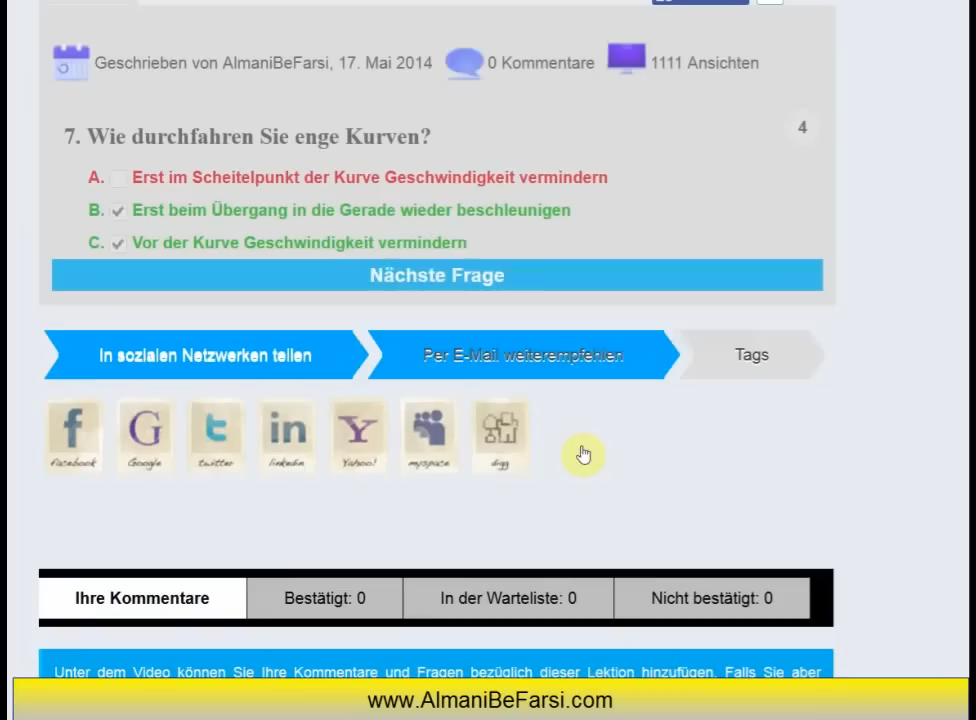 Geschrieben von AlmaniBeFarsi, 17. Mai 2014 0 Kommentare 1111 Ansichten
7. Wie durchfahren Sie enge Kurven? 4
A. Erst im Scheitelpunkt der Kurve Geschwindigkeit vermindern
B. Erst beim Übergang in die Gerade wieder beschleunigen
C. Vor der Kurve Geschwindigkeit vermindern
Nächste Frage
In sozialen Netzwerken teilen Per E-Mail weiterempfehlen Tags
facebook Google twitter linkedin Yahoo! myspace digg
Ihre Kommentare Bestätigt: 0 In der Warteliste: 0 Nicht bestätigt: 0
Unter dem Video können Sie Ihre Kommentare und Fragen bezüglich dieser Lektion hinzufügen. Falls Sie aber
www.AlmaniBeFarsi.com